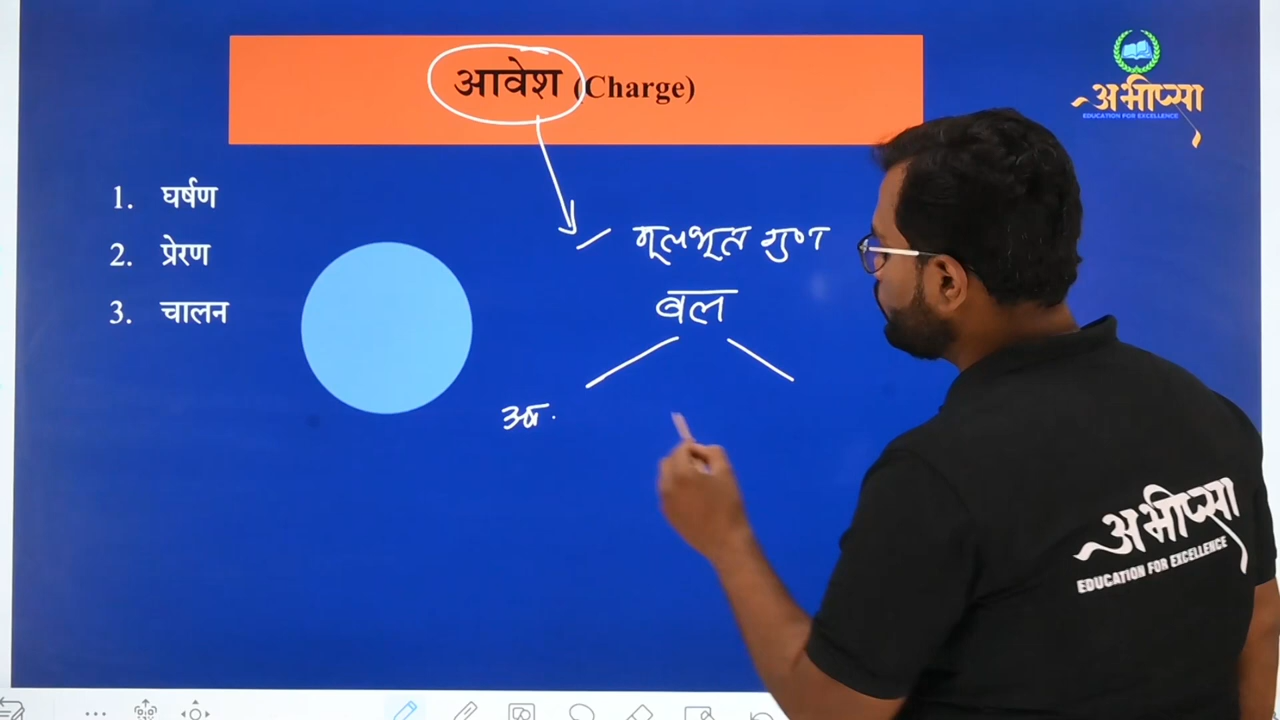 आवेश (Charge)
अभीप्सा
EDUCATION FOR EXCELLENCE
1. घर्षण
2. प्रेरण
3. चालन
मूलभूत गुण
बल
अभीप्सा
EDUCATION FOR EXCELLENCE